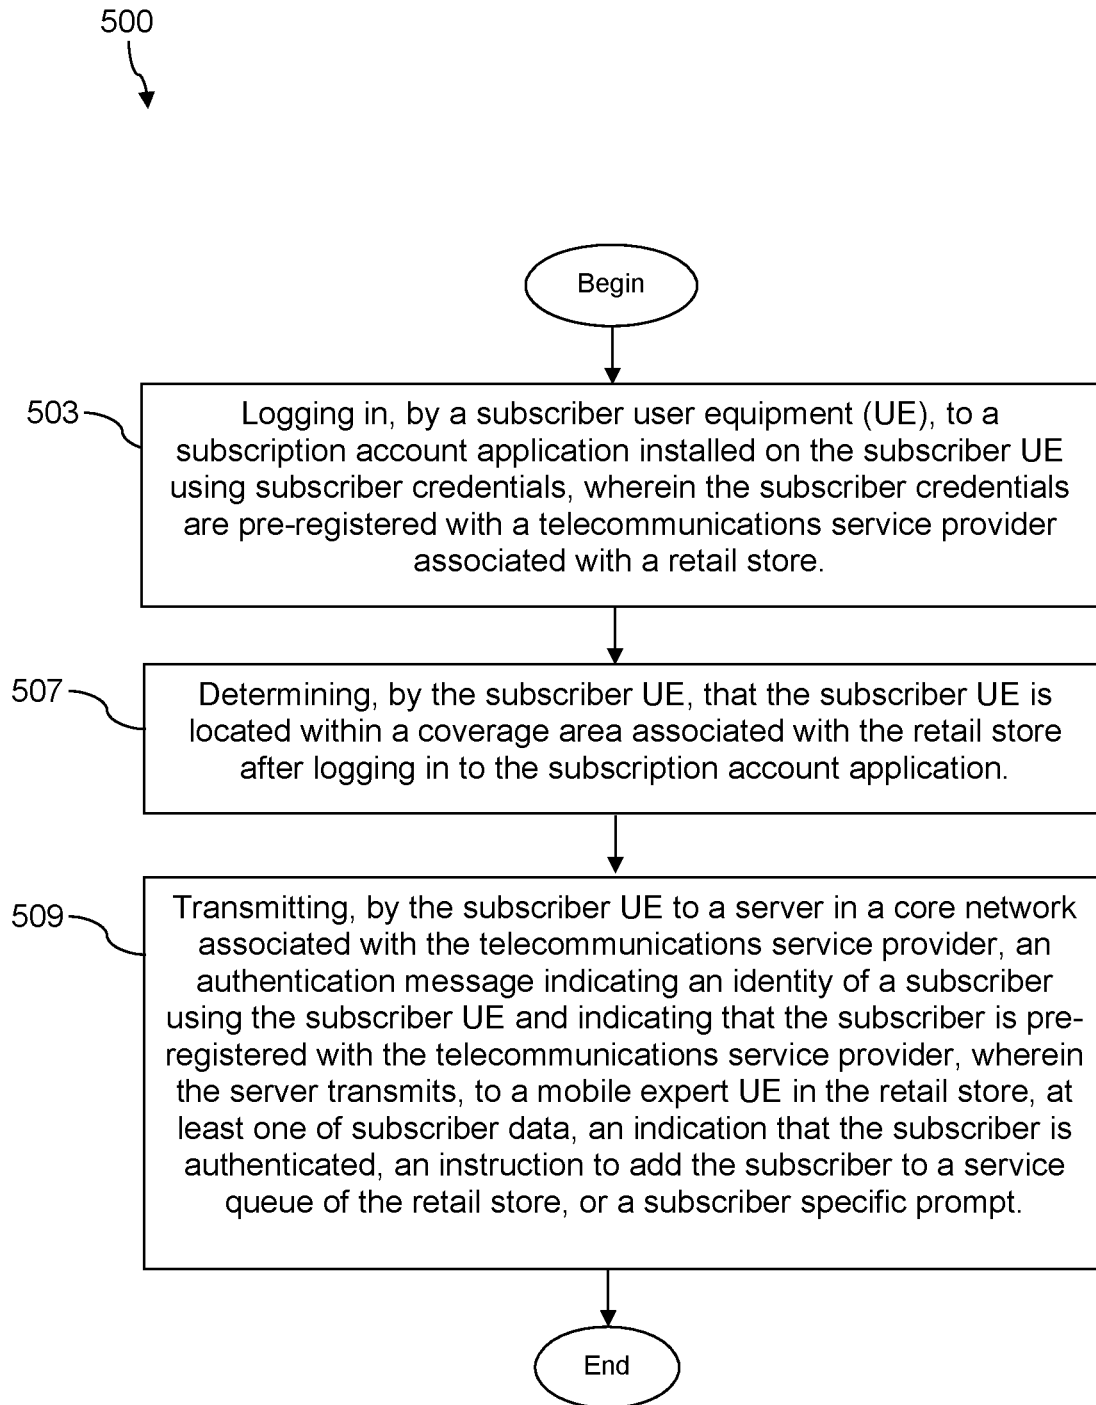 500
Begin
503
Logging in, by a subscriber user equipment (UE), to a
subscription account application installed on the subscriber UE
using subscriber credentials, wherein the subscriber credentials
are pre-registered with a telecommunications service provider
associated with a retail store.
507
Determining, by the subscriber UE, that the subscriber UE is
located within a coverage area associated with the retail store
after logging in to the subscription account application.
509
Transmitting, by the subscriber UE to a server in a core network
associated with the telecommunications service provider, an
authentication message indicating an identity of a subscriber
using the subscriber UE and indicating that the subscriber is pre-
registered with the telecommunications service provider, wherein
the server transmits, to a mobile expert UE in the retail store, at
least one of subscriber data, an indication that the subscriber is
authenticated, an instruction to add the subscriber to a service
queue of the retail store, or a subscriber specific prompt.
End